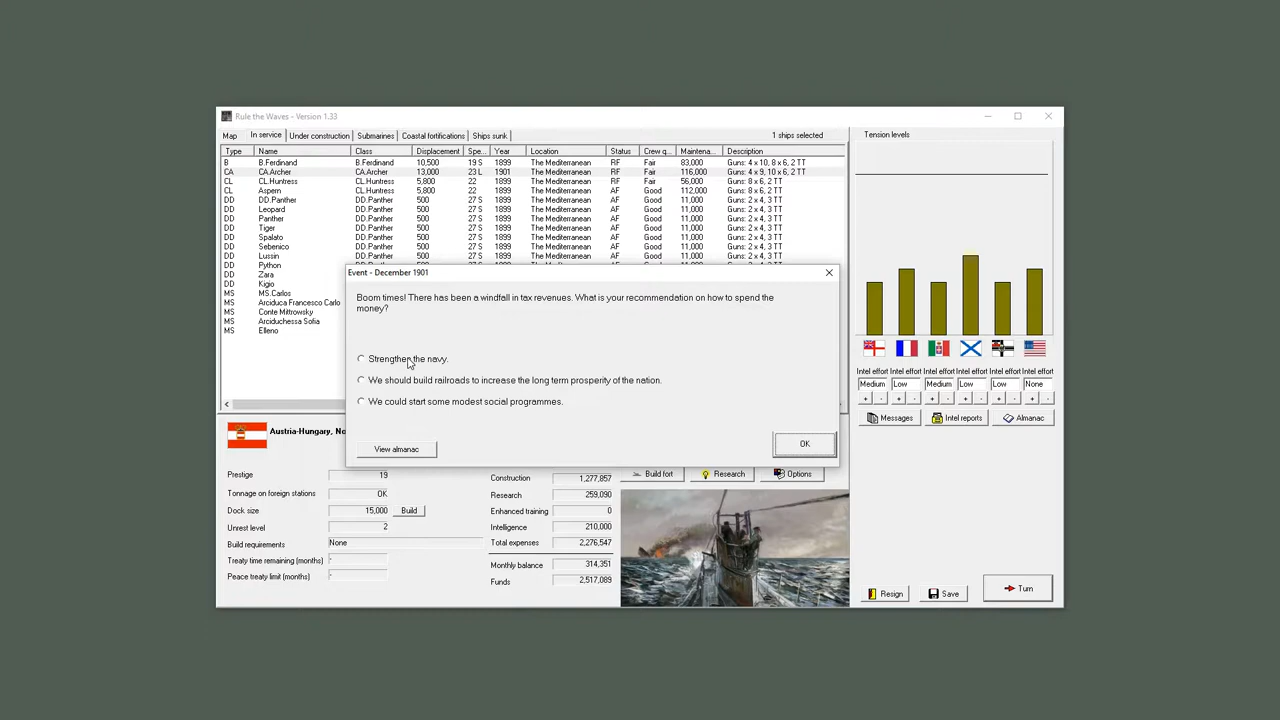 Rule the Waves - Version 1.33
Map In service Under construction Submarines Coastal fortifications Ships sunk 1 ships selected
Type Name Class Displacement Spe... Year Location Status Crew q... Maintena... Description
B B.Ferdinand B.Ferdinand 10,500 19 S 1899 The Mediterranean RF Fair 83,000 Guns: 4 x 10, 8 x 6, 2 TT
CA CA.Archer CA.Archer 13,000 23 L 1901 The Mediterranean RF Fair 116,000 Guns: 4 x 9, 10 x 6, 2 TT
CL CL.Huntress CL.Huntress 5,800 22 1899 The Mediterranean RF Fair 56,000 Guns: 8 x 6, 2 TT
CL Aspern CL.Huntress 5,800 22 1899 The Mediterranean AF Good 112,000 Guns: 8 x 6, 2 TT
DD DD.Panther DD.Panther 500 27 S 1899 The Mediterranean AF Good 11,000 Guns: 2 x 4, 3 TT
DD Leopard DD.Panther 500 27 S 1899 The Mediterranean AF Good 11,000 Guns: 2 x 4, 3 TT
DD Panther DD.Panther 500 27 S 1899 The Mediterranean AF Good 11,000 Guns: 2 x 4, 3 TT
DD Tiger DD.Panther 500 27 S 1899 The Mediterranean AF Good 11,000 Guns: 2 x 4, 3 TT
DD Spalato DD.Panther 500 27 S 1899 The Mediterranean AF Good 11,000 Guns: 2 x 4, 3 TT
DD Sebenico DD.Panther 500 27 S 1899 The Mediterranean AF Good 11,000 Guns: 2 x 4, 3 TT
DD Lussin DD.Panther 500 27 S 1899 The Mediterranean AF Good 11,000 Guns: 2 x 4, 3 TT
DD Python
DD Zara
DD Kigio
MS MS.Carlos
MS Arciduca Francesco Carlo
MS Conte Mittrowsky
MS Arciduchessa Sofia
MS Elleno
Event - December 1901
Boom times! There has been a windfall in tax revenues. What is your recommendation on how to spend the
money?
Strengthen the navy.
We should build railroads to increase the long term prosperity of the nation.
We could start some modest social programmes.
View almanac OK
Tension levels
Intel effort Intel effort Intel effort Intel effort Intel effort Intel effort
Medium Low Medium Low Low None
+ - + - + - + - + - + -
Messages Intel reports Almanac
Austria-Hungary, No
Prestige 19
Tonnage on foreign stations OK
Dock size 15,000 Build
Unrest level 2
Build requirements None
Treaty time remaining (months) -
Peace treaty limit (months) -
Construction 1,277,857
Research 259,090
Enhanced training 0
Intelligence 210,000
Total expenses 2,276,547
Monthly balance 314,351
Funds 2,517,089
Build fort Research Options
Resign Save Turn